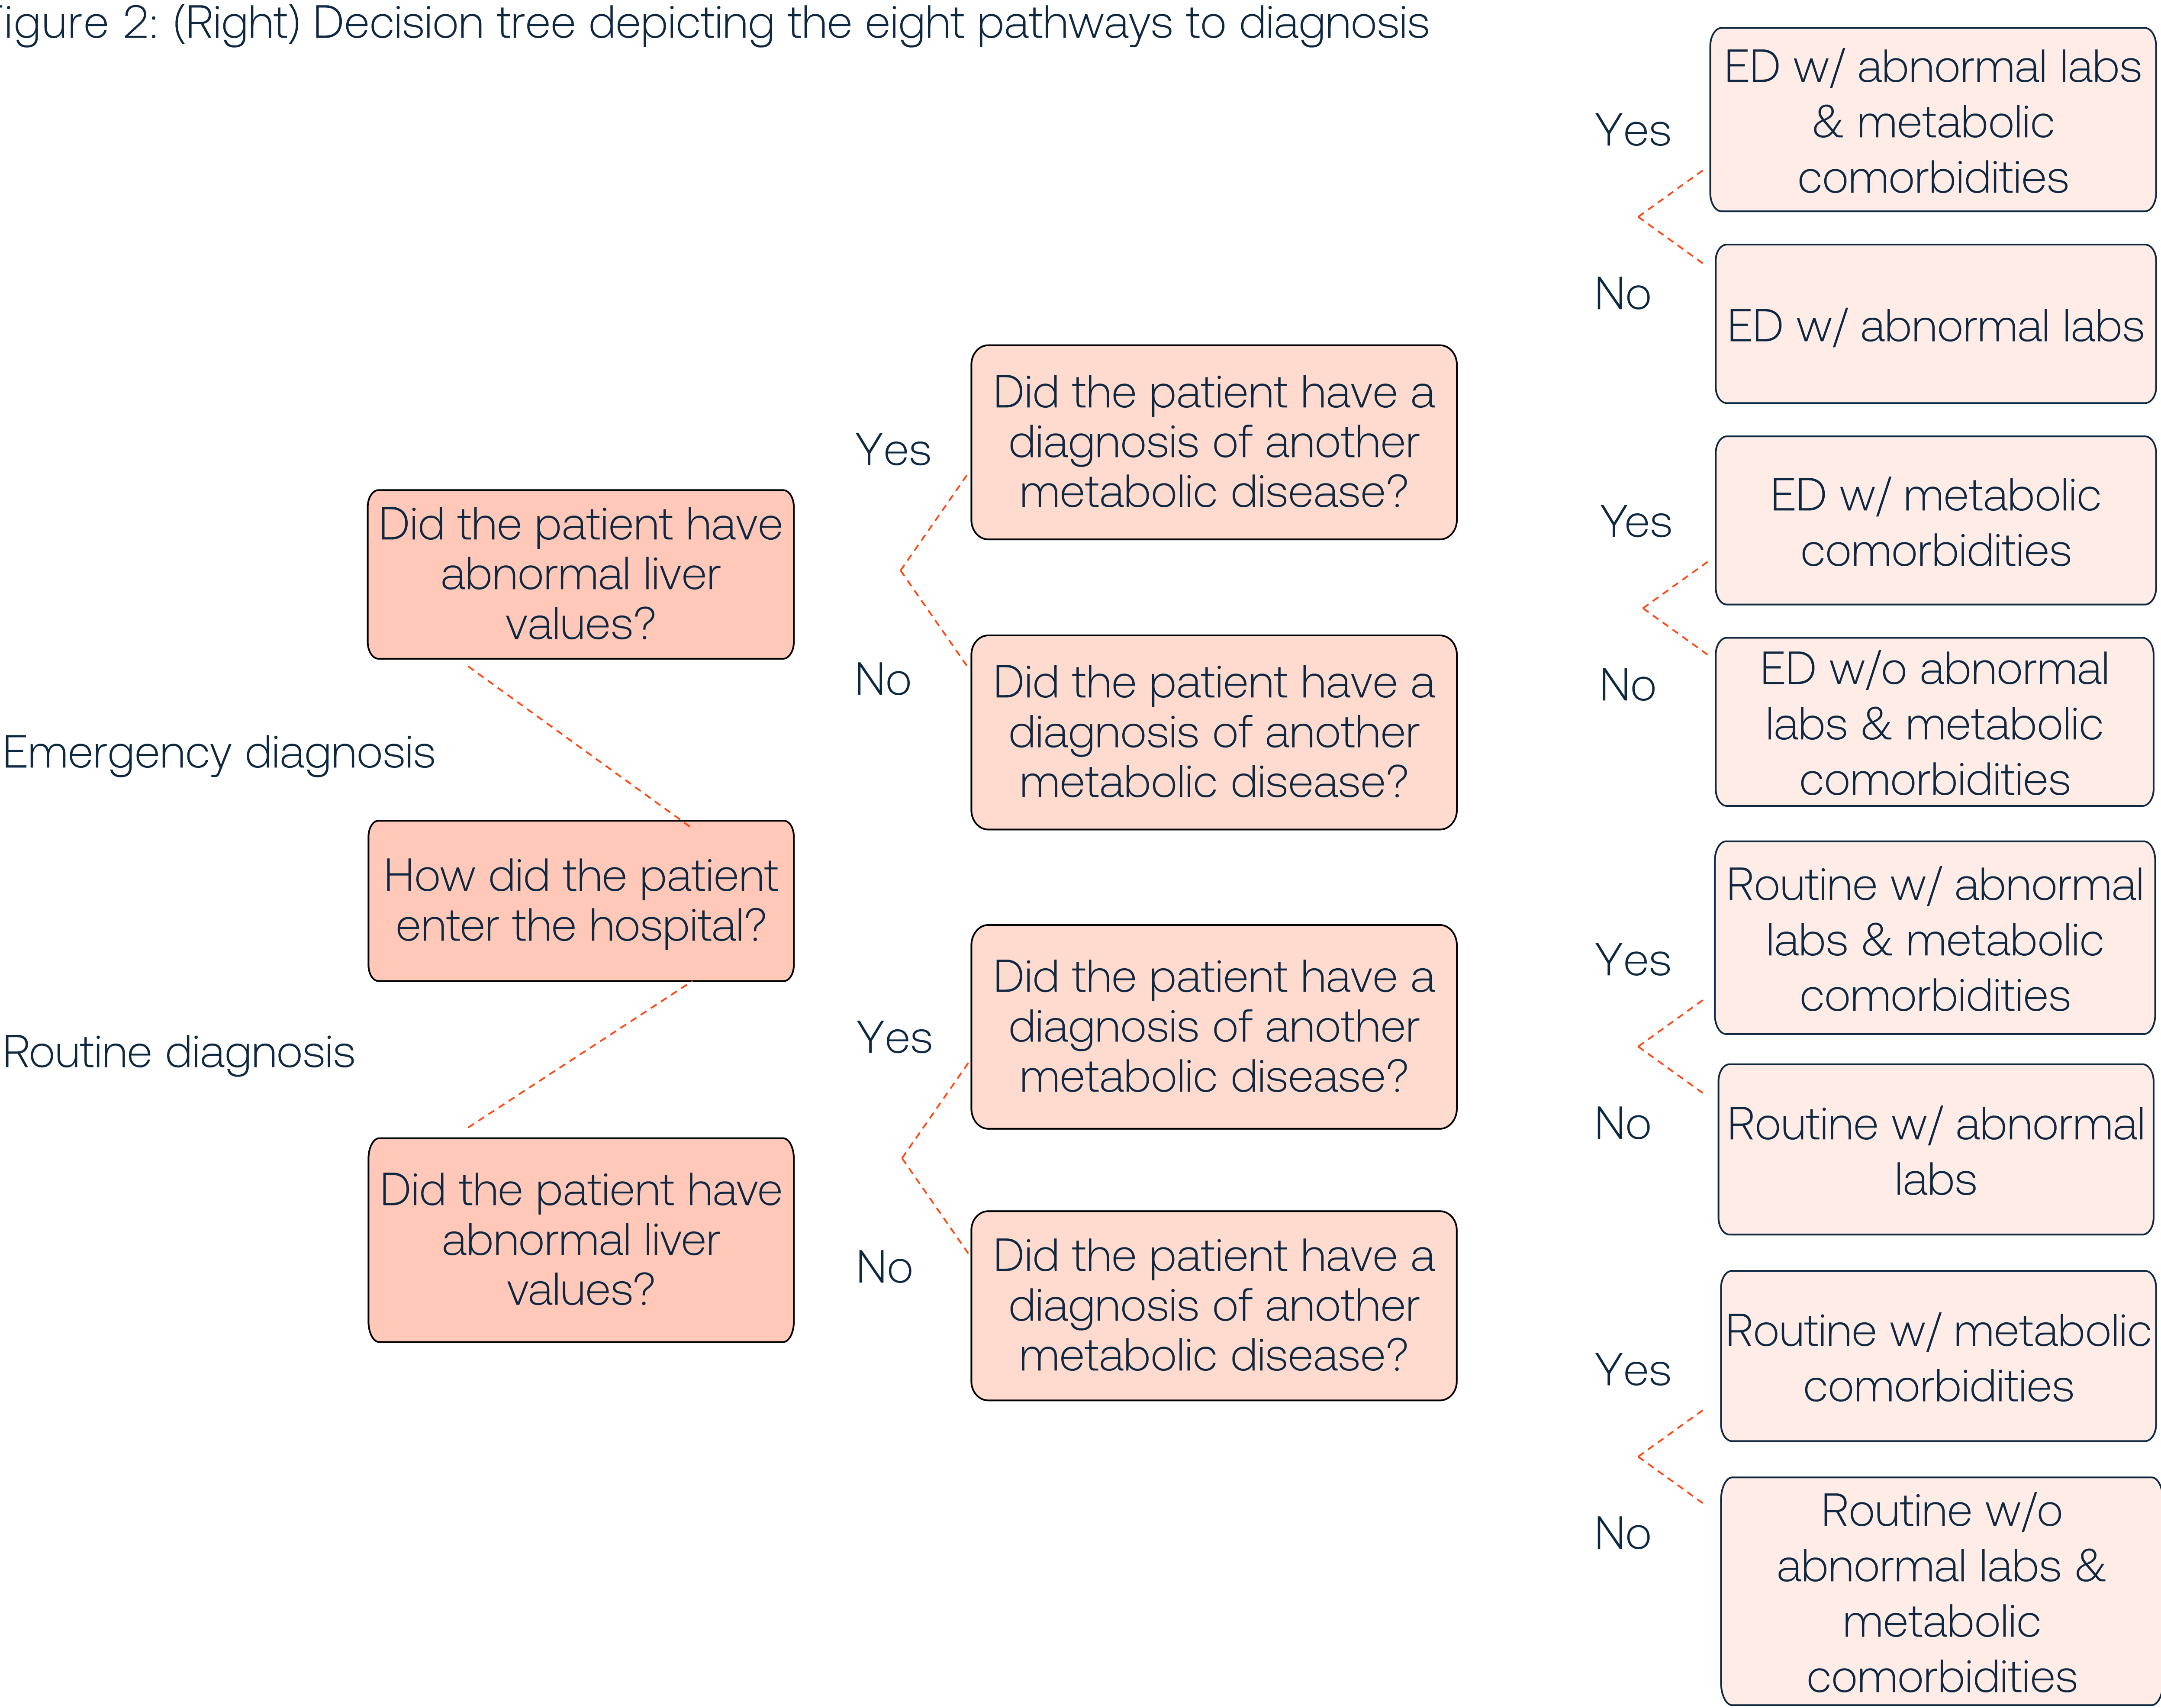 igure 2: (Right) Decision tree depicting the eight pathways to diagnosis
Emergency diagnosis
Routine diagnosis
Did the patient have
abnormal liver
values?
How did the patient
enter the hospital?
Did the patient have
abnormal liver
values?
Yes
No
Yes
No
Did the patient have a
diagnosis of another
metabolic disease?
Did the patient have a
diagnosis of another
metabolic disease?
Did the patient have a
diagnosis of another
metabolic disease?
Did the patient have a
diagnosis of another
metabolic disease?
Yes
No
Yes
No
Yes
No
Yes
No
ED w/ abnormal labs
& metabolic
comorbidities
ED w/ abnormal labs
ED w/ metabolic
comorbidities
ED w/o abnormal
labs & metabolic
comorbidities
Routine w/ abnormal
labs & metabolic
comorbidities
Routine w/ abnormal
labs
Routine w/ metabolic
comorbidities
Routine w/o
abnormal labs &
metabolic
comorbidities